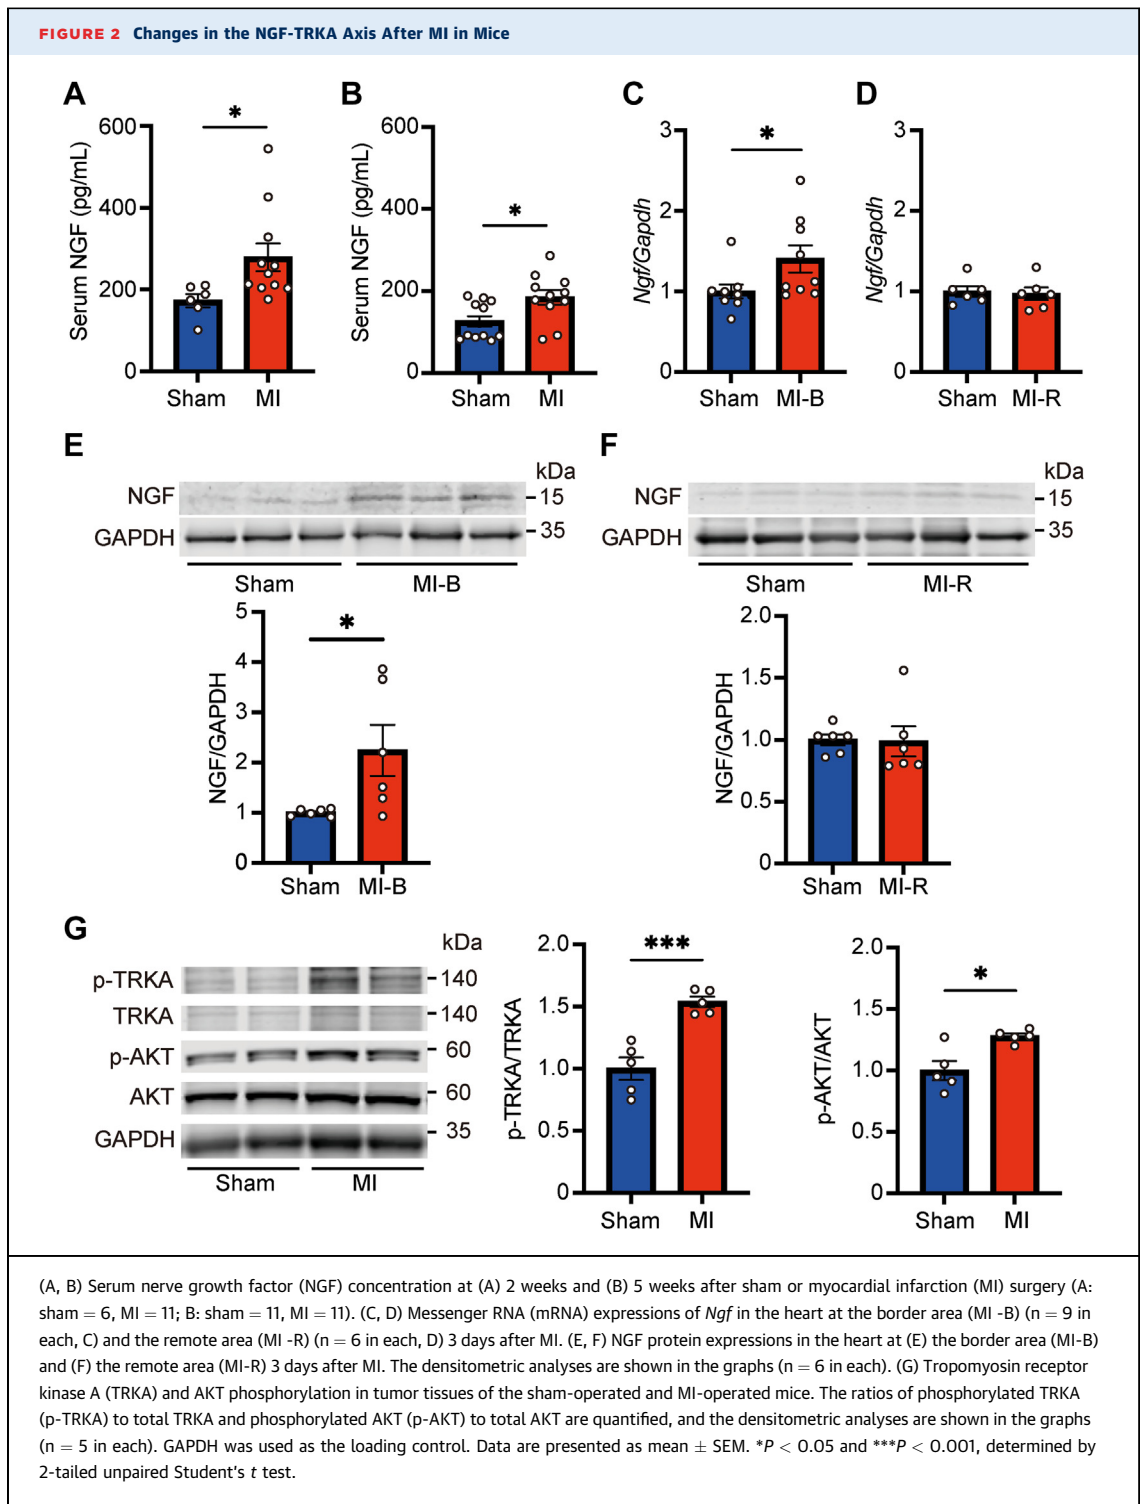 FIGURE 2 Changes in the NGF-TRKA Axis After MI in Mice
A
Serum NGF (pg/mL)
600
400
200
0
*
Sham MI
B
Serum NGF (pg/mL)
600
400
200
0
*
Sham MI
C
Ngf/Gapdh
3
2
1
0
*
Sham MI-B
D
Ngf/Gapdh
3
2
1
0
Sham MI-R
E
kDa
NGF 15
GAPDH 35
Sham MI-B
NGF/GAPDH
5
4
3
2
1
0
*
Sham MI-B
F
kDa
NGF 15
GAPDH 35
Sham MI-R
NGF/GAPDH
2.0
1.5
1.0
0.5
0
Sham MI-R
G
kDa
p-TRKA 140
TRKA 140
p-AKT 60
AKT 60
GAPDH 35
Sham MI
p-TRKA/TRKA
2.0
1.5
1.0
0.5
0
***
Sham MI
p-AKT/AKT
2.0
1.5
1.0
0.5
0
*
Sham MI
(A, B) Serum nerve growth factor (NGF) concentration at (A) 2 weeks and (B) 5 weeks after sham or myocardial infarction (MI) surgery (A:
sham = 6, MI = 11; B: sham = 11, MI = 11). (C, D) Messenger RNA (mRNA) expressions of Ngf in the heart at the border area (MI -B) (n = 9 in
each, C) and the remote area (MI -R) (n = 6 in each, D) 3 days after MI. (E, F) NGF protein expressions in the heart at (E) the border area (MI-B)
and (F) the remote area (MI-R) 3 days after MI. The densitometric analyses are shown in the graphs (n = 6 in each). (G) Tropomyosin receptor
kinase A (TRKA) and AKT phosphorylation in tumor tissues of the sham-operated and MI-operated mice. The ratios of phosphorylated TRKA
(p-TRKA) to total TRKA and phosphorylated AKT (p-AKT) to total AKT are quantified, and the densitometric analyses are shown in the graphs
(n = 5 in each). GAPDH was used as the loading control. Data are presented as mean ± SEM. *P < 0.05 and ***P < 0.001, determined by
2-tailed unpaired Student's t test.